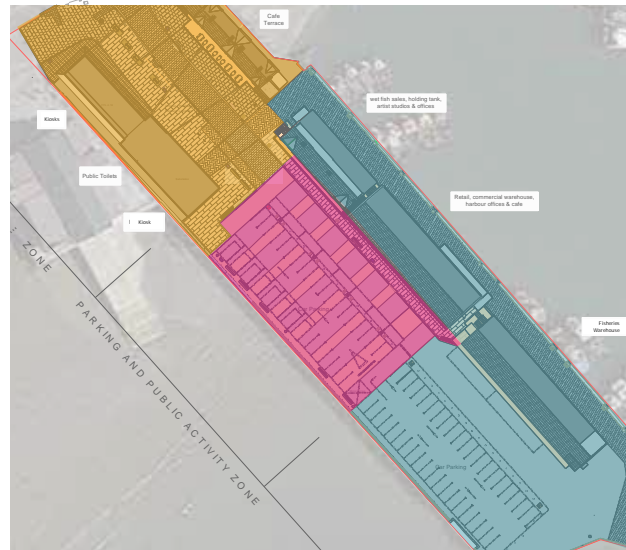 Cafe
Terrace
wet fish sales, holding tank,
artist studios & offices
Kiosks
Public Toilets
Retail, commercial warehouse,
harbour offices & cafe
Kiosk
ZONE
PARKING AND PUBLIC ACTIVITY ZONE
Fisheries
Warehouse
Car Parking